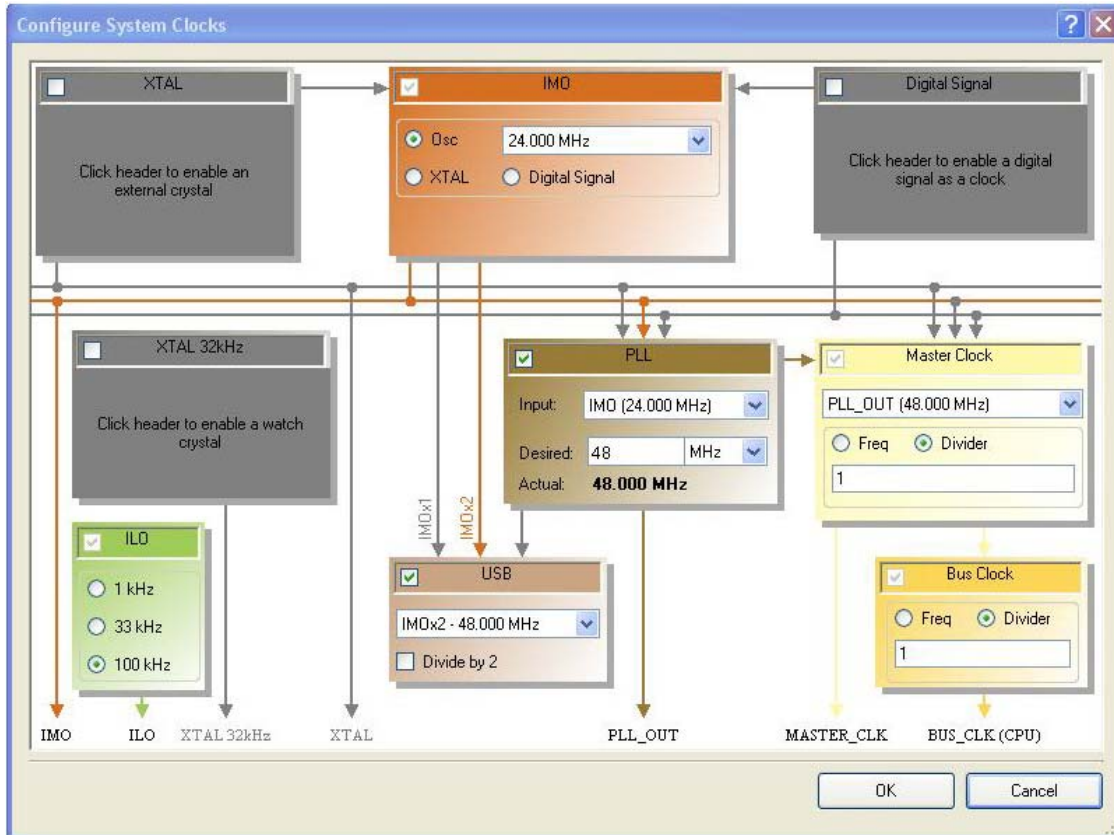 Configure System Clocks
XTAL
Click header to enable an
external crystal
IMO
Osc
24.000 MHz
XTAL
Digital Signal
Digital Signal
Click header to enable a digital
signal as a clock
XTAL 32kHz
Click header to enable a watch
crystal
PLL
Input:
IMO (24.000 MHz)
Desired:
48
MHz
Actual:
48.000 MHz
Master Clock
PLL_OUT (48.000 MHz)
Freq
Divider
1
IMOx1
IMOx2
ILO
1 kHz
33 kHz
100 kHz
USB
IMOx2 - 48.000 MHz
Divide by 2
Bus Clock
Freq
Divider
1
IMO
ILO
XTAL 32kHz
XTAL
PLL_OUT
MASTER_CLK
BUS_CLK (CPU)
OK
Cancel